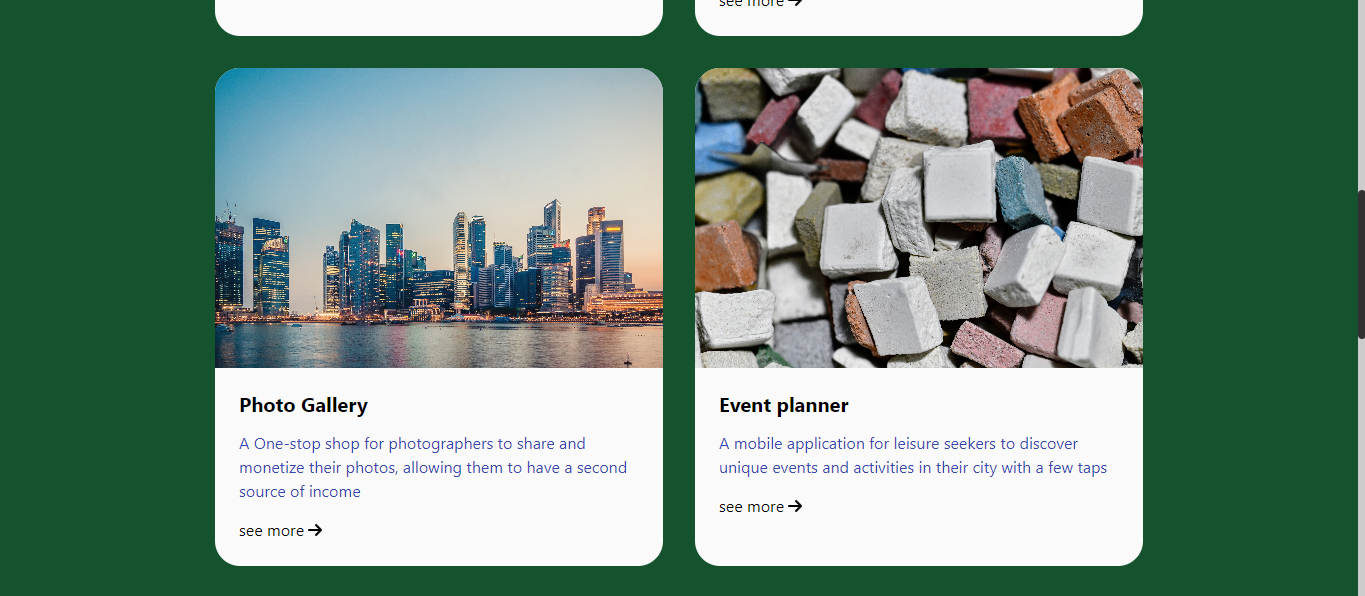 see more →
Photo Gallery
A One-stop shop for photographers to share and
monetize their photos, allowing them to have a second
source of income
see more →
Event planner
A mobile application for leisure seekers to discover
unique events and activities in their city with a few taps
see more →